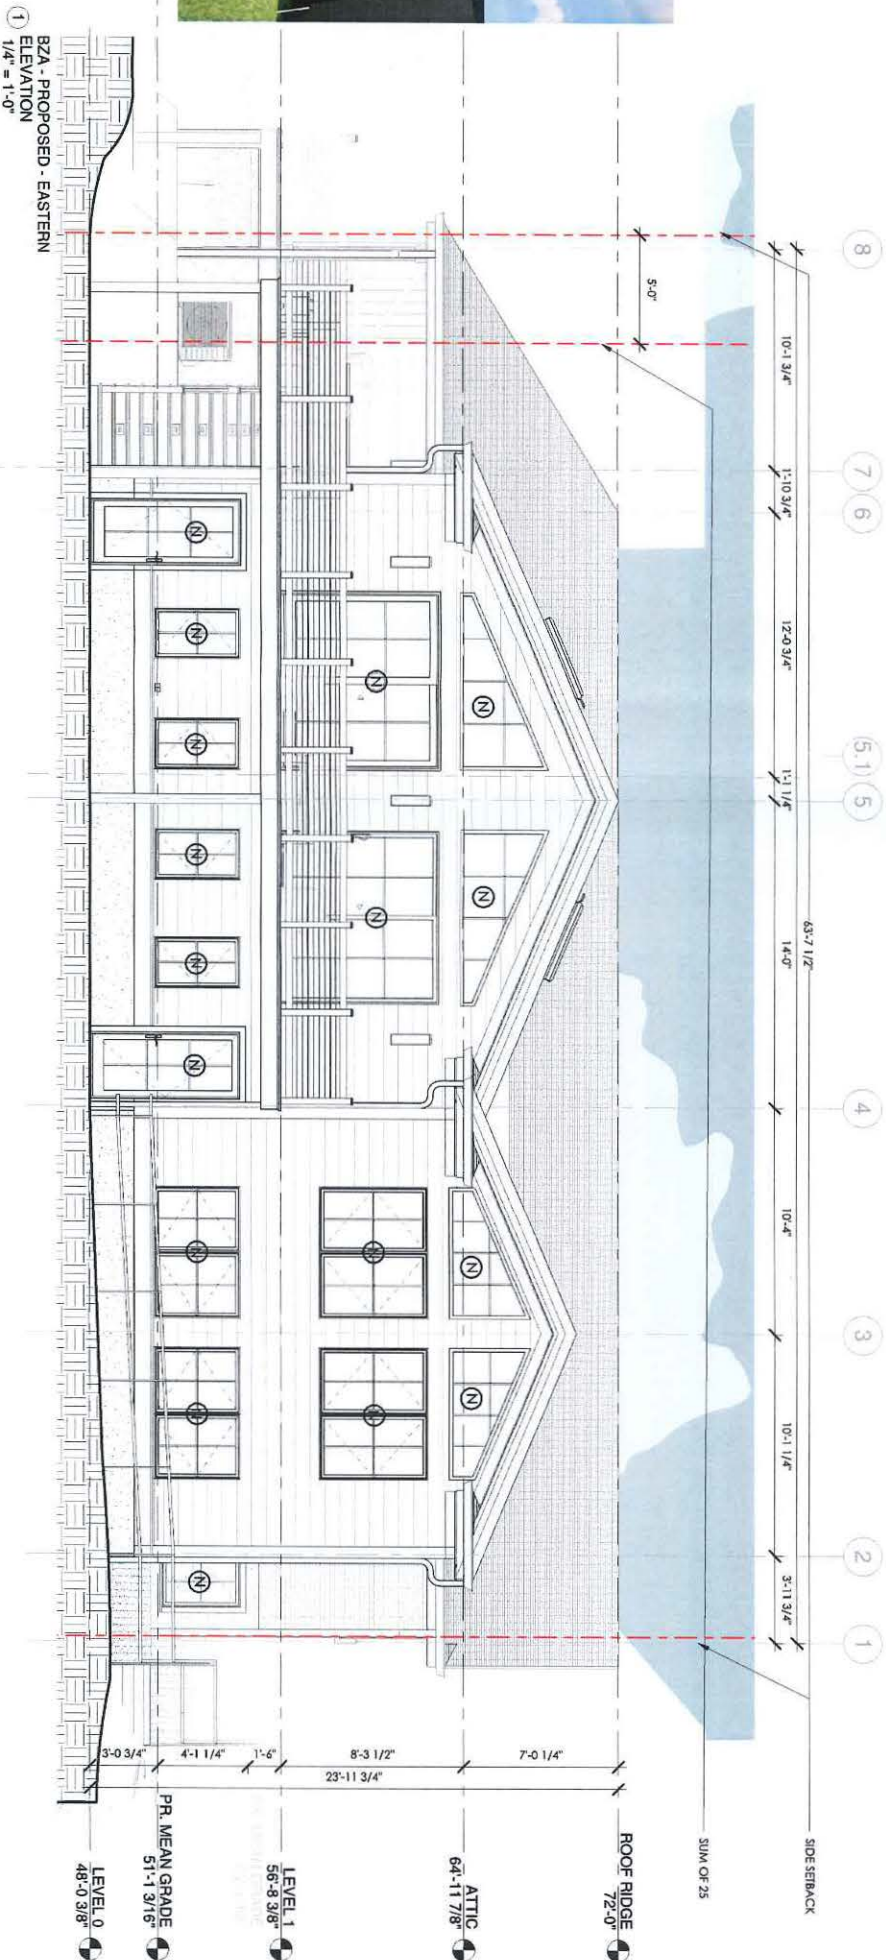 8
7
6
5.1
5
4
3
2
1
63'-7 1/2"
10'-1 3/4"
1'-10 3/4"
12'-0 3/4"
1'-1 1/4"
14'-0"
10'-4"
10'-1 1/4"
3'-11 3/4"
5'-0"
SIDE SETBACK
SUM OF 25
ROOF RIDGE
72'-0"
ATTIC
64'-11 7/8"
LEVEL 1
56'-8 3/8"
PR. MEAN GRADE
51'-1 3/16"
LEVEL 0
48'-0 3/8"
7'-0 1/4"
8'-3 1/2"
1'-6"
4'-1 1/4"
3'-0 3/4"
23'-11 3/4"
N N N N
N N N N
N N N N N N
N N N N N
1
BZA - PROPOSED - EASTERN
ELEVATION
1/4" = 1'-0"